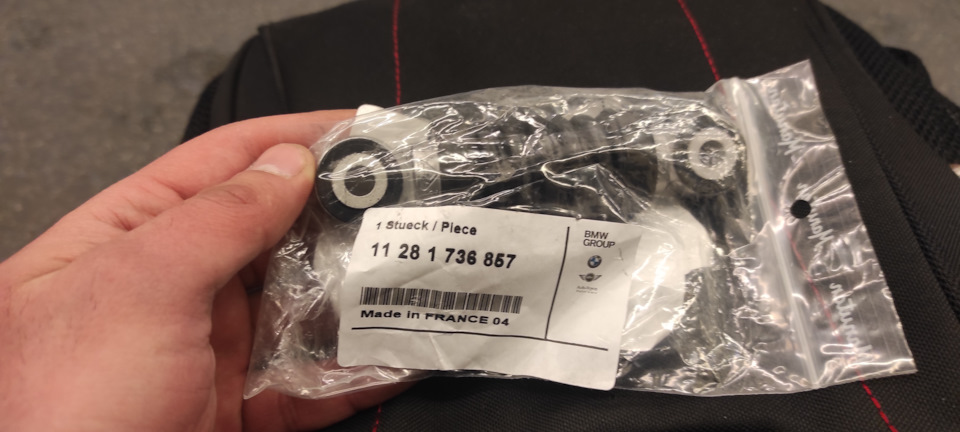 1 Stueck / Piece
11 28 1 736 857
Made in FRANCE 04
BMW
GROUP